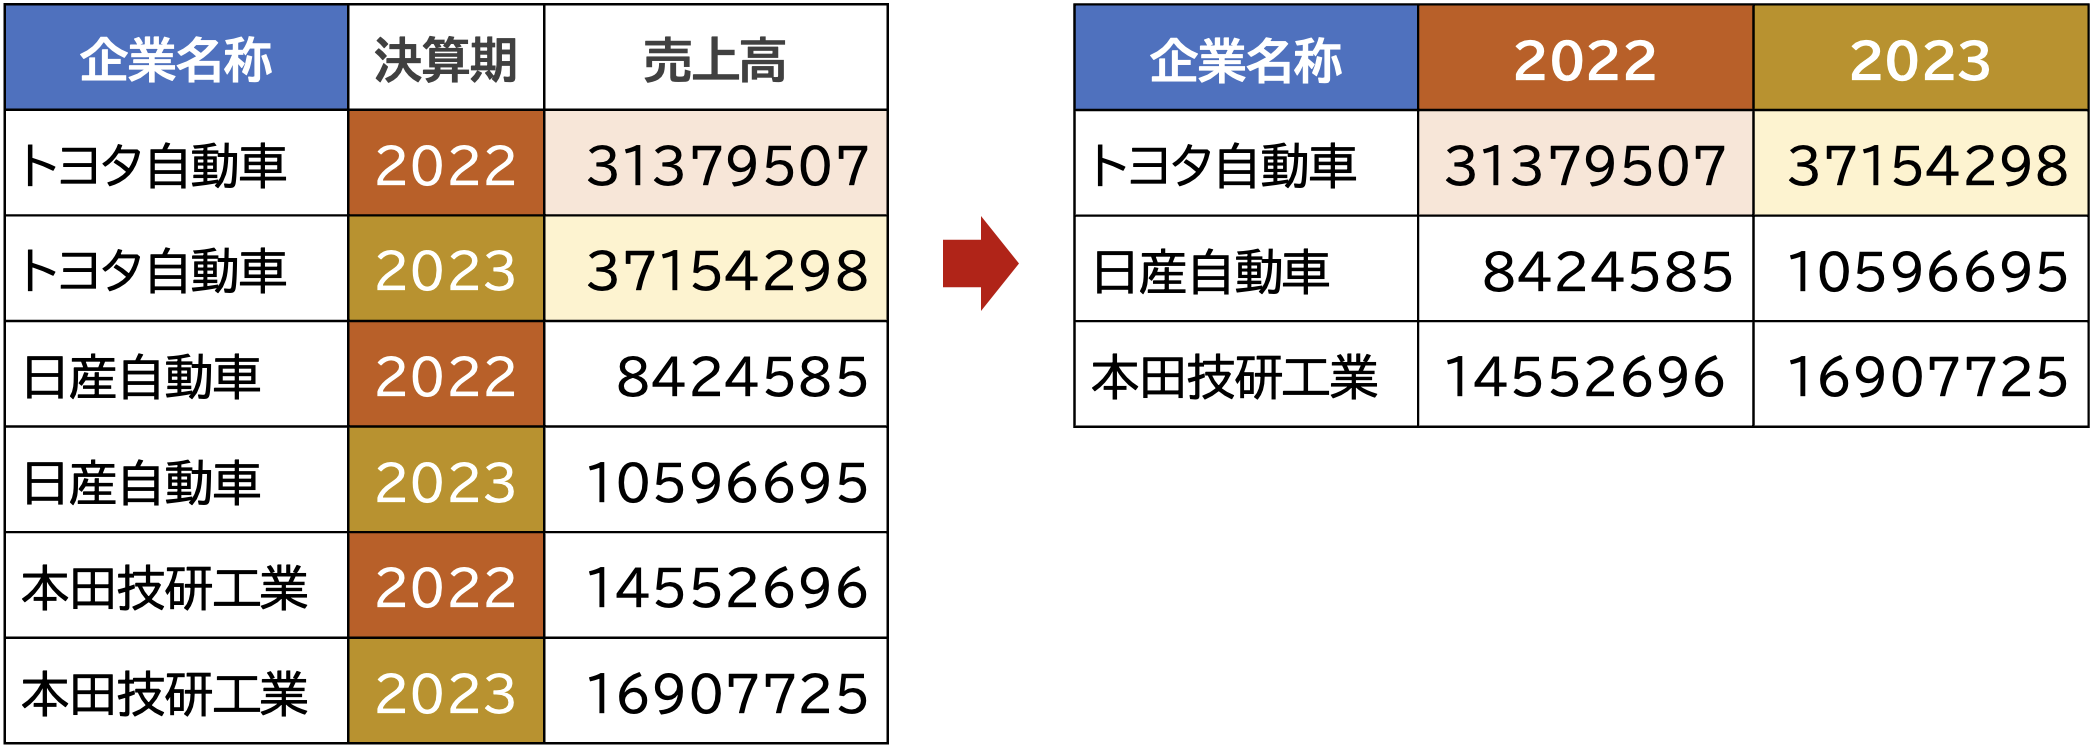 企業名称 決算期 売上高
トヨタ自動車 2022 31379507
トヨタ自動車 2023 37154298
日産自動車 2022 8424585
日産自動車 2023 10596695
本田技研工業 2022 14552696
本田技研工業 2023 16907725
企業名称 2022 2023
トヨタ自動車 31379507 37154298
日産自動車 8424585 10596695
本田技研工業 14552696 16907725